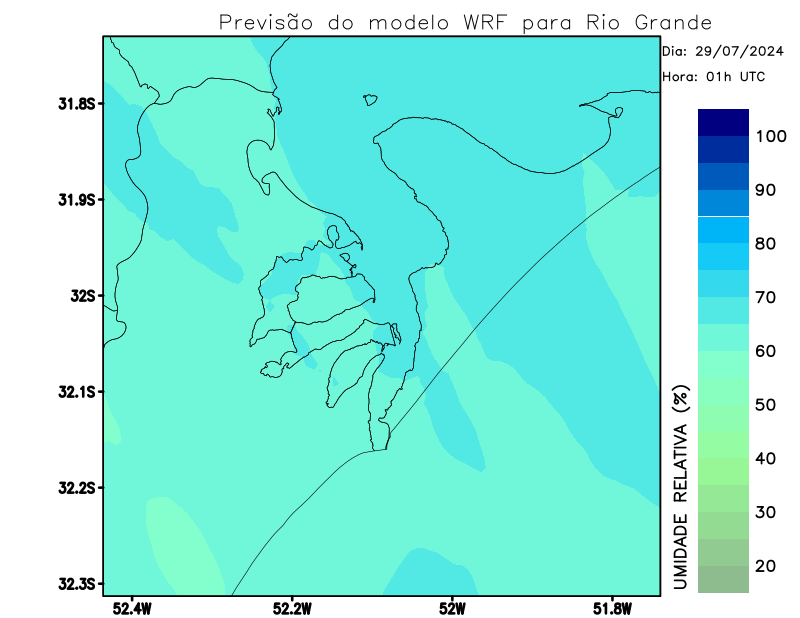 Previsão do modelo WRF para Rio Grande
Dia: 29/07/2024
Hora: 01h UTC
31.8S
31.9S
32S
32.1S
32.2S
32.3S
52.4W
52.2W
52W
51.8W
100
90
80
70
60
50
40
30
20
UMIDADE RELATIVA (%)